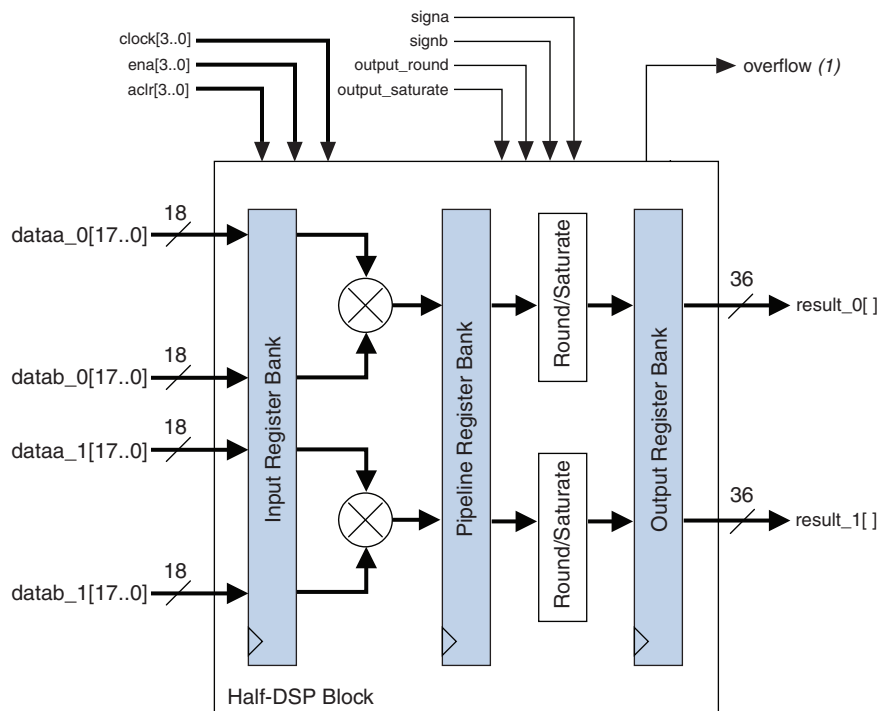 clock[3..0]
ena[3..0]
aclr[3..0]
signa
signb
output_round
output_saturate
overflow (1)
dataa_0[17..0]
18
datab_0[17..0]
18
dataa_1[17..0]
18
datab_1[17..0]
18
Input Register Bank
Pipeline Register Bank
Round/Saturate
Round/Saturate
Output Register Bank
36
result_0[ ]
36
result_1[ ]
Half-DSP Block